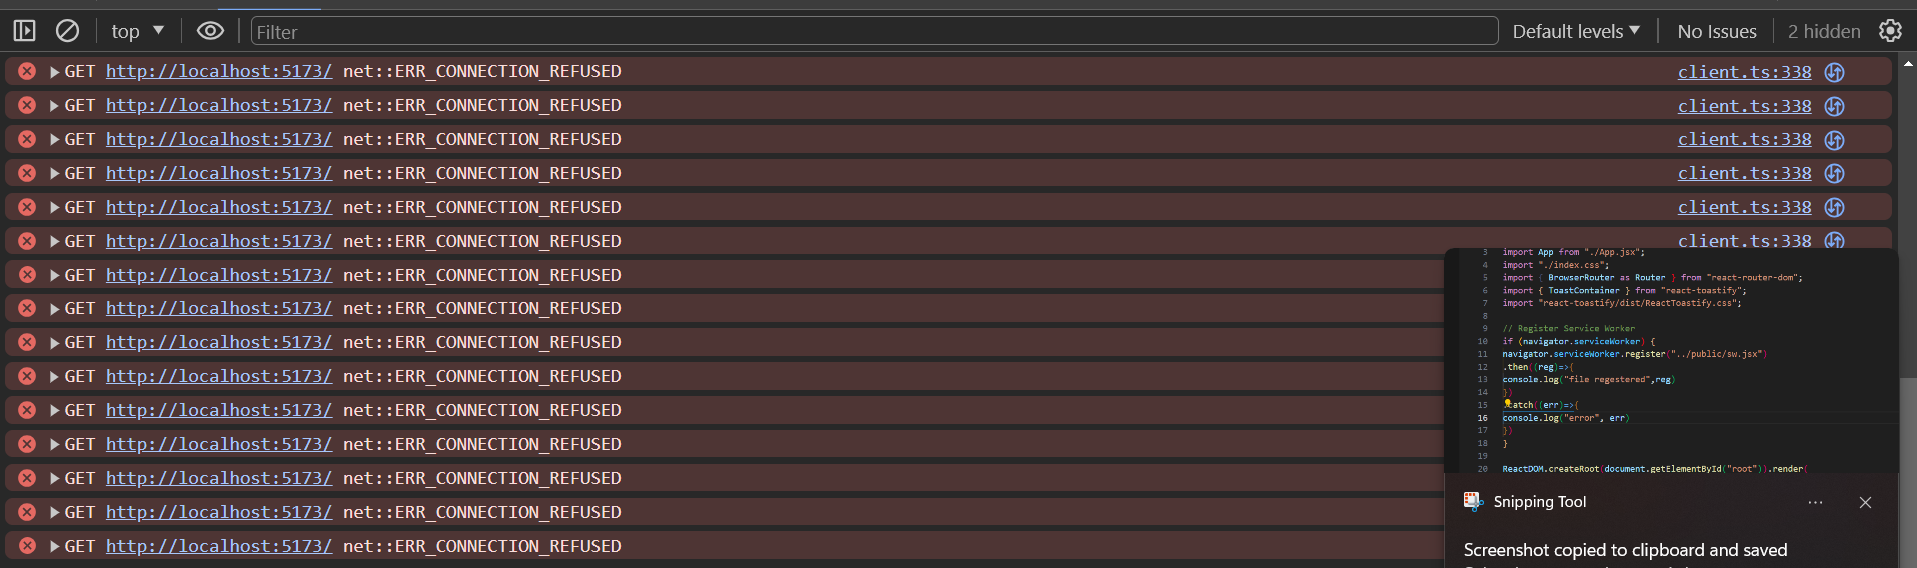 top Filter Default levels No Issues 2 hidden
GET http://localhost:5173/ net::ERR_CONNECTION_REFUSED client.ts:338
GET http://localhost:5173/ net::ERR_CONNECTION_REFUSED client.ts:338
GET http://localhost:5173/ net::ERR_CONNECTION_REFUSED client.ts:338
GET http://localhost:5173/ net::ERR_CONNECTION_REFUSED client.ts:338
GET http://localhost:5173/ net::ERR_CONNECTION_REFUSED client.ts:338
GET http://localhost:5173/ net::ERR_CONNECTION_REFUSED client.ts:338
GET http://localhost:5173/ net::ERR_CONNECTION_REFUSED
GET http://localhost:5173/ net::ERR_CONNECTION_REFUSED
GET http://localhost:5173/ net::ERR_CONNECTION_REFUSED
GET http://localhost:5173/ net::ERR_CONNECTION_REFUSED
GET http://localhost:5173/ net::ERR_CONNECTION_REFUSED
GET http://localhost:5173/ net::ERR_CONNECTION_REFUSED
GET http://localhost:5173/ net::ERR_CONNECTION_REFUSED
GET http://localhost:5173/ net::ERR_CONNECTION_REFUSED
GET http://localhost:5173/ net::ERR_CONNECTION_REFUSED
3 import App from "./App.jsx";
4 import "./index.css";
5 import { BrowserRouter as Router } from "react-router-dom";
6 import { ToastContainer } from "react-toastify";
7 import "react-toastify/dist/ReactToastify.css";
8
9 // Register Service Worker
10 if (navigator.serviceWorker) {
11 navigator.serviceWorker.register("../public/sw.jsx")
12 .then((reg)=>{
13 console.log("file regestered",reg)
14 })
15 catch((err)=>{
16 console.log("error", err)
17 })
18 }
19
20 ReactDOM.createRoot(document.getElementById("root")).render(
Snipping Tool
Screenshot copied to clipboard and saved